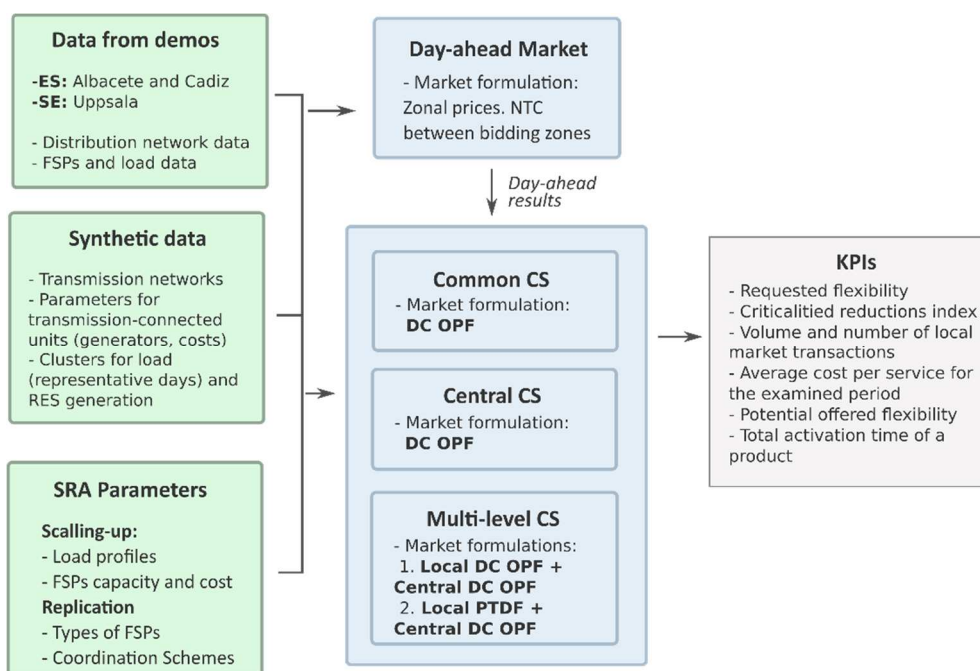 Data from demos
-ES: Albacete and Cadiz
-SE: Uppsala
- Distribution network data
- FSPs and load data
Synthetic data
- Transmission networks
- Parameters for
transmission-connected
units (generators, costs)
- Clusters for load
(representative days) and
RES generation
SRA Parameters
Scalling-up:
- Load profiles
- FSPs capacity and cost
Replication
- Types of FSPs
- Coordination Schemes
Day-ahead Market
- Market formulation:
Zonal prices. NTC
between bidding zones
Day-ahead
results
Common CS
- Market formulation:
DC OPF
Central CS
- Market formulation:
DC OPF
Multi-level CS
- Market formulations:
1. Local DC OPF +
Central DC OPF
2. Local PTDF +
Central DC OPF
KPIs
- Requested flexibility
- Criticalitied reductions index
- Volume and number of local
market transactions
- Average cost per service for
the examined period
- Potential offered flexibility
- Total activation time of a
product